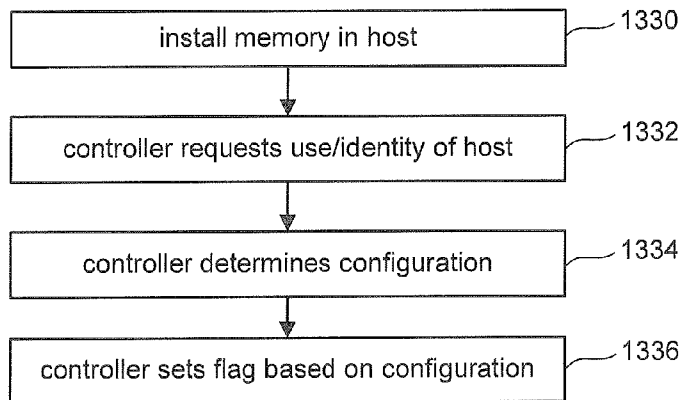 install memory in host
1330
controller requests use/identity of host
1332
controller determines configuration
1334
controller sets flag based on configuration
1336